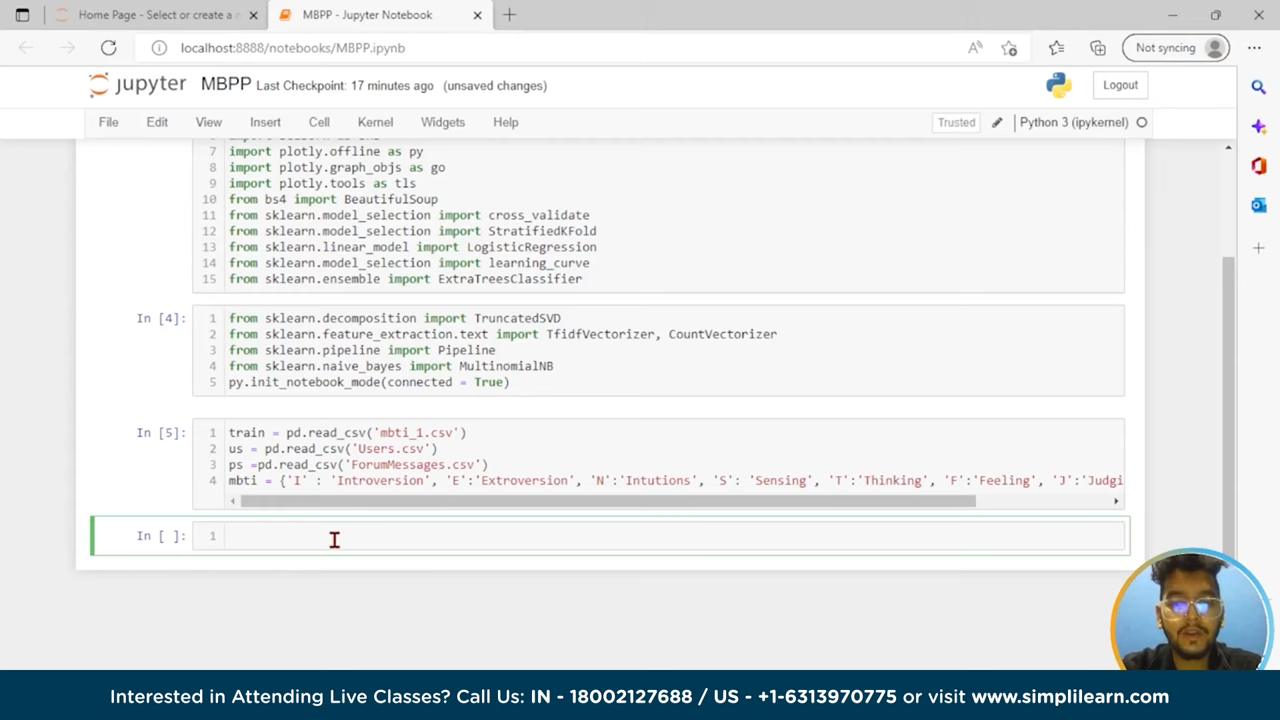 Home Page - Select or create a n
MBPP - Jupyter Notebook
localhost:8888/notebooks/MBPP.ipynb
Not syncing
jupyter MBPP Last Checkpoint: 17 minutes ago (unsaved changes)
Logout
File Edit View Insert Cell Kernel Widgets Help
Trusted Python 3 (ipykernel)
7 import plotly.offline as py
8 import plotly.graph_objs as go
9 import plotly.tools as tls
10 from bs4 import BeautifulSoup
11 from sklearn.model_selection import cross_validate
12 from sklearn.model_selection import StratifiedKFold
13 from sklearn.linear_model import LogisticRegression
14 from sklearn.model_selection import learning_curve
15 from sklearn.ensemble import ExtraTreesClassifier
In [4]: 1 from sklearn.decomposition import TruncatedSVD
2 from sklearn.feature_extraction.text import TfidfVectorizer, CountVectorizer
3 from sklearn.pipeline import Pipeline
4 from sklearn.naive_bayes import MultinomialNB
5 py.init_notebook_mode(connected = True)
In [5]: 1 train = pd.read_csv('mbti_1.csv')
2 us = pd.read_csv('Users.csv')
3 ps =pd.read_csv('ForumMessages.csv')
4 mbti = {'I' : 'Introversion', 'E':'Extroversion', 'N':'Intutions', 'S': 'Sensing', 'T':'Thinking', 'F':'Feeling', 'J':'Judgi
In [ ]: 1
Interested in Attending Live Classes? Call Us: IN - 18002127688 / US - +1-6313970775 or visit www.simplilearn.com